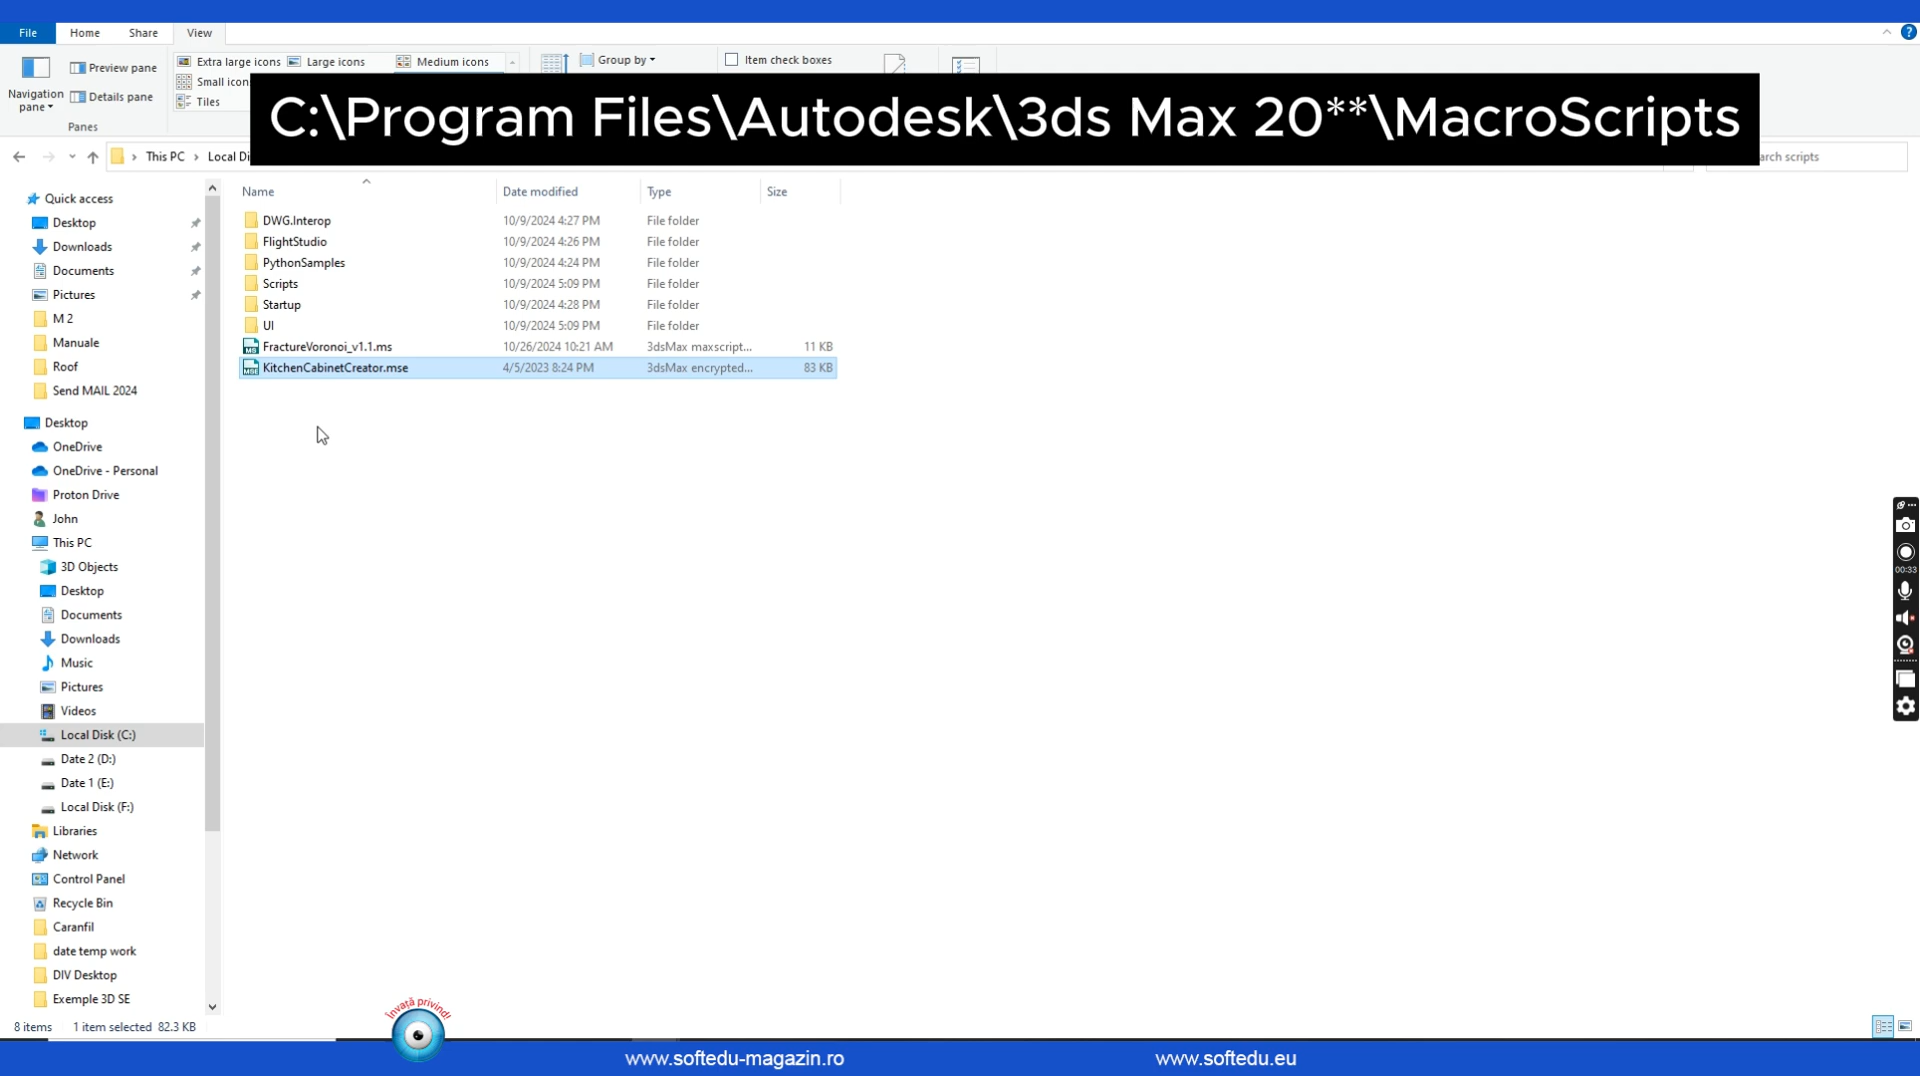 File Home Share View
Extra large icons Large icons Medium icons Group by Item check boxes
Preview pane
Small icon
Navigation pane Details pane Tiles
Panes
C:\Program Files\Autodesk\3ds Max 20**\MacroScripts
This PC Local Di arch scripts
Name Date modified Type Size
DWG.Interop 10/9/2024 4:27 PM File folder
FlightStudio 10/9/2024 4:26 PM File folder
PythonSamples 10/9/2024 4:24 PM File folder
Scripts 10/9/2024 5:09 PM File folder
Startup 10/9/2024 4:28 PM File folder
UI 10/9/2024 5:09 PM File folder
FractureVoronoi_v1.1.ms 10/26/2024 10:21 AM 3dsMax maxscript... 11 KB
KitchenCabinetCreator.mse 4/5/2023 8:24 PM 3dsMax encrypted... 83 KB
Quick access
Desktop
Downloads
Documents
Pictures
M 2
Manuale
Roof
Send MAIL 2024
Desktop
OneDrive
OneDrive - Personal
Proton Drive
John
This PC
3D Objects
Desktop
Documents
Downloads
Music
Pictures
Videos
Local Disk (C:)
Date 2 (D:)
Date 1 (E:)
Local Disk (F:)
Libraries
Network
Control Panel
Recycle Bin
Caranfil
date temp work
DIV Desktop
Exemple 3D SE
00:33
8 items 1 item selected 82.3 KB
Învață privind!
www.softedu-magazin.ro www.softedu.eu